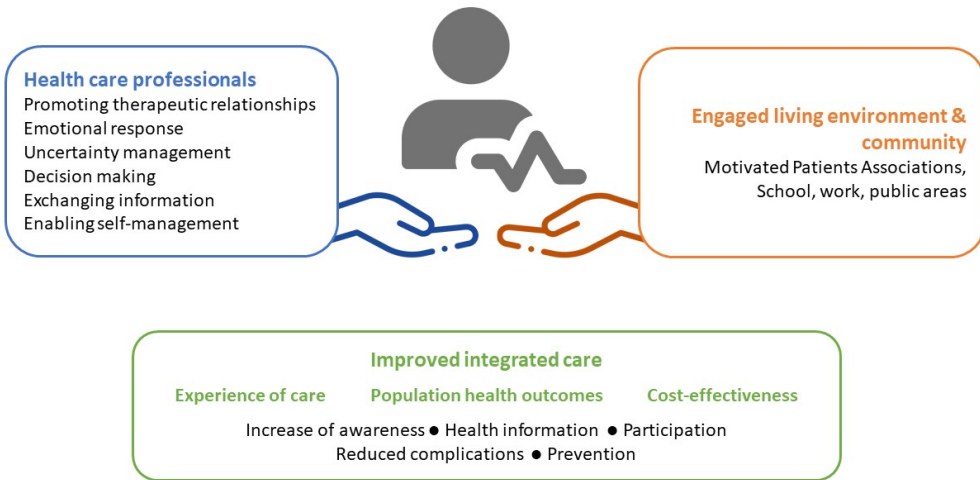 Health care professionals
Promoting therapeutic relationships
Emotional response
Uncertainty management
Decision making
Exchanging information
Enabling self-management
Engaged living environment &
community
Motivated Patients Associations,
School, work, public areas
Improved integrated care
Experience of care Population health outcomes Cost-effectiveness
Increase of awareness ● Health information ● Participation
Reduced complications ● Prevention